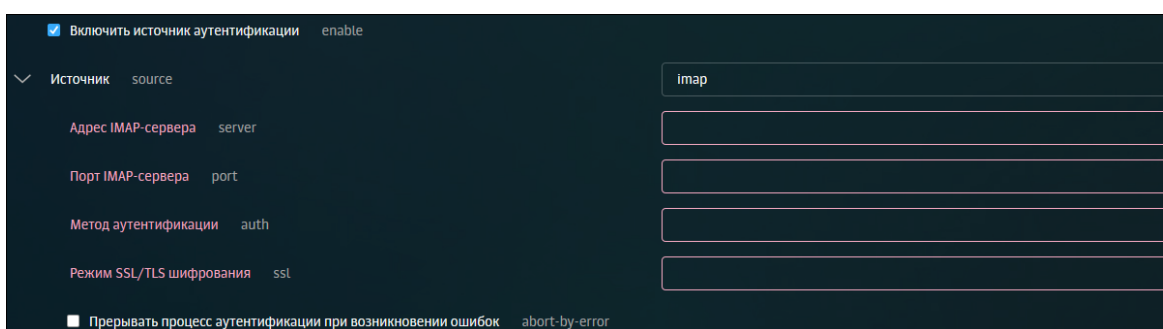 Включить источник аутентификации enable
Источник source imap
Адрес IMAP-сервера server
Порт IMAP-сервера port
Метод аутентификации auth
Режим SSL/TLS шифрования ssl
Прерывать процесс аутентификации при возникновении ошибок abort-by-error